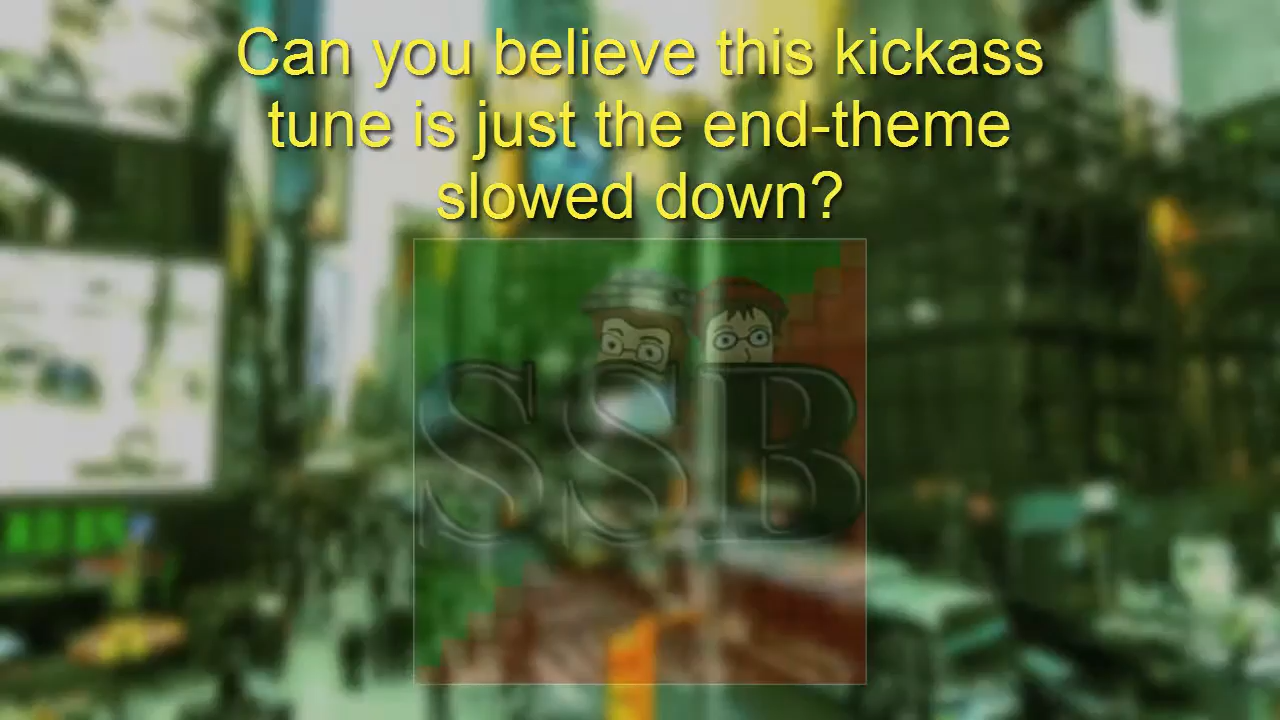 Can you believe this kickass
tune is just the end-theme
slowed down?
SSB